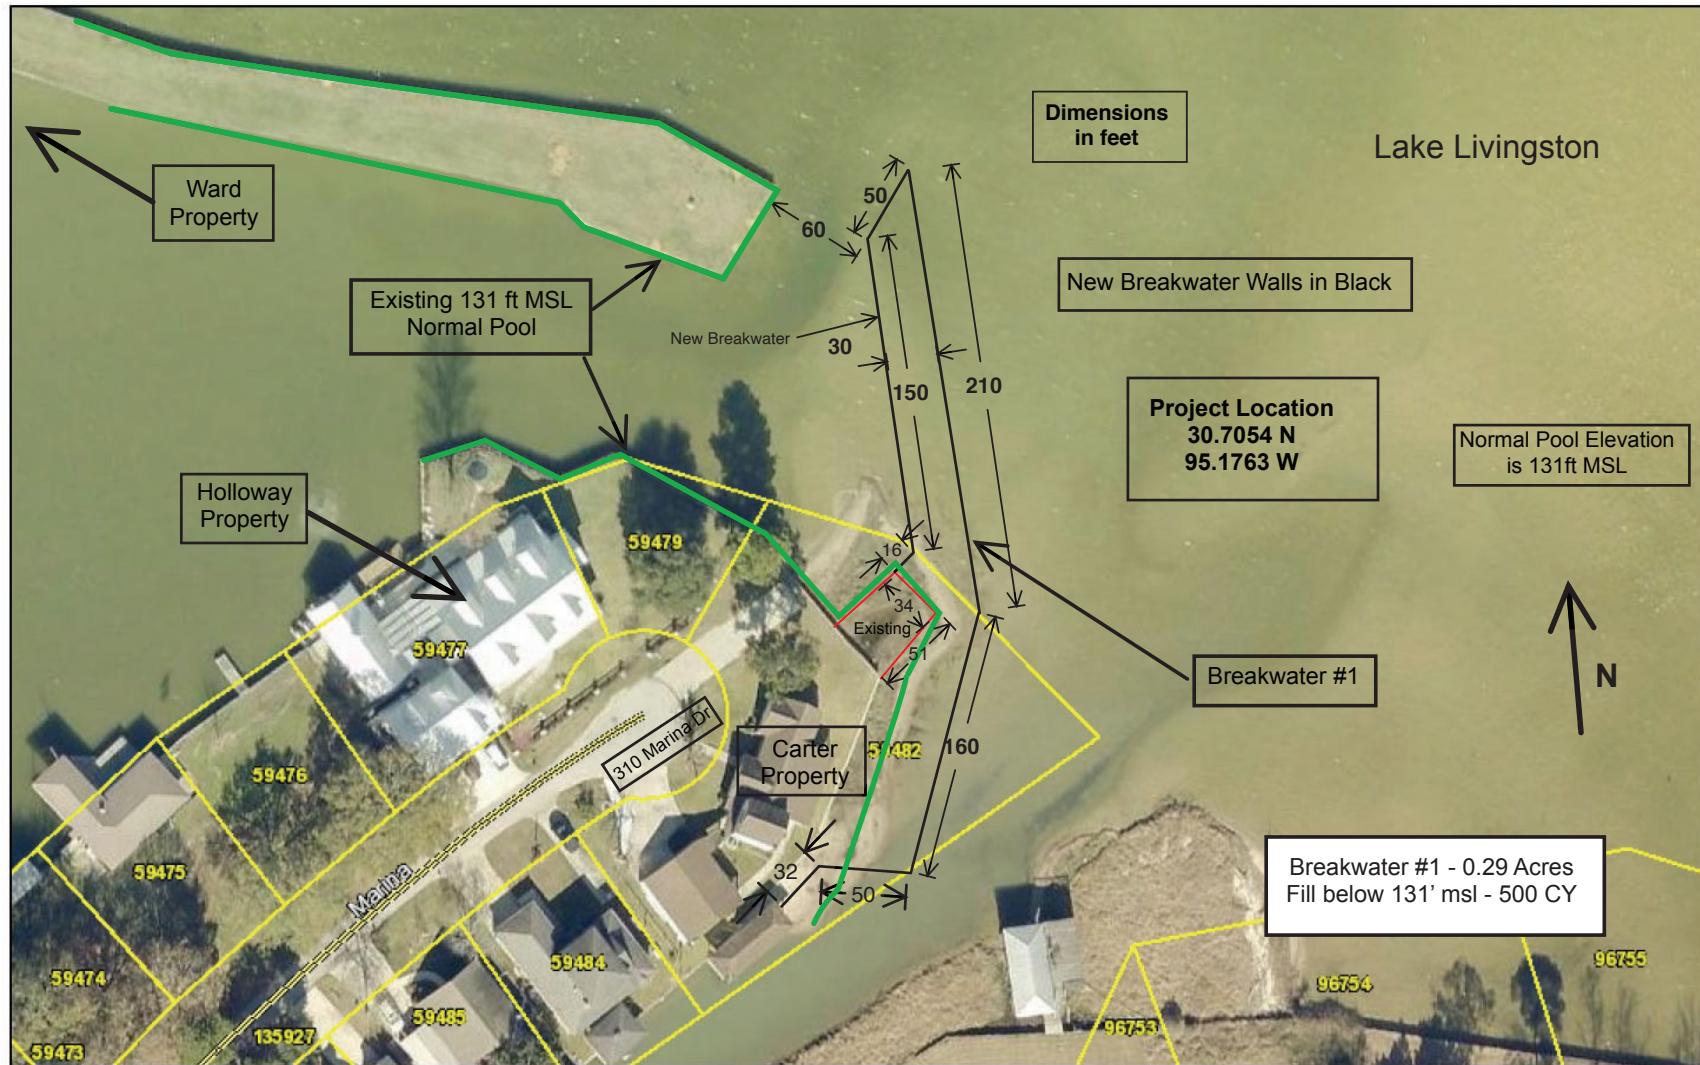 Dimensions
in feet
Lake Livingston
Ward
Property
50
60
New Breakwater Walls in Black
Existing 131 ft MSL
Normal Pool
New Breakwater
30
150
210
Project Location
30.7054 N
95.1763 W
Normal Pool Elevation
is 131ft MSL
Holloway
Property
59479
16
34
Existing
51
59477
Breakwater #1
N
310 Marina Dr
Carter
Property
59482
160
59476
59475
Marina
32
50
Breakwater #1 - 0.29 Acres
Fill below 131' msl - 500 CY
59474
59484
59485
135927
59473
96753
96754
96755